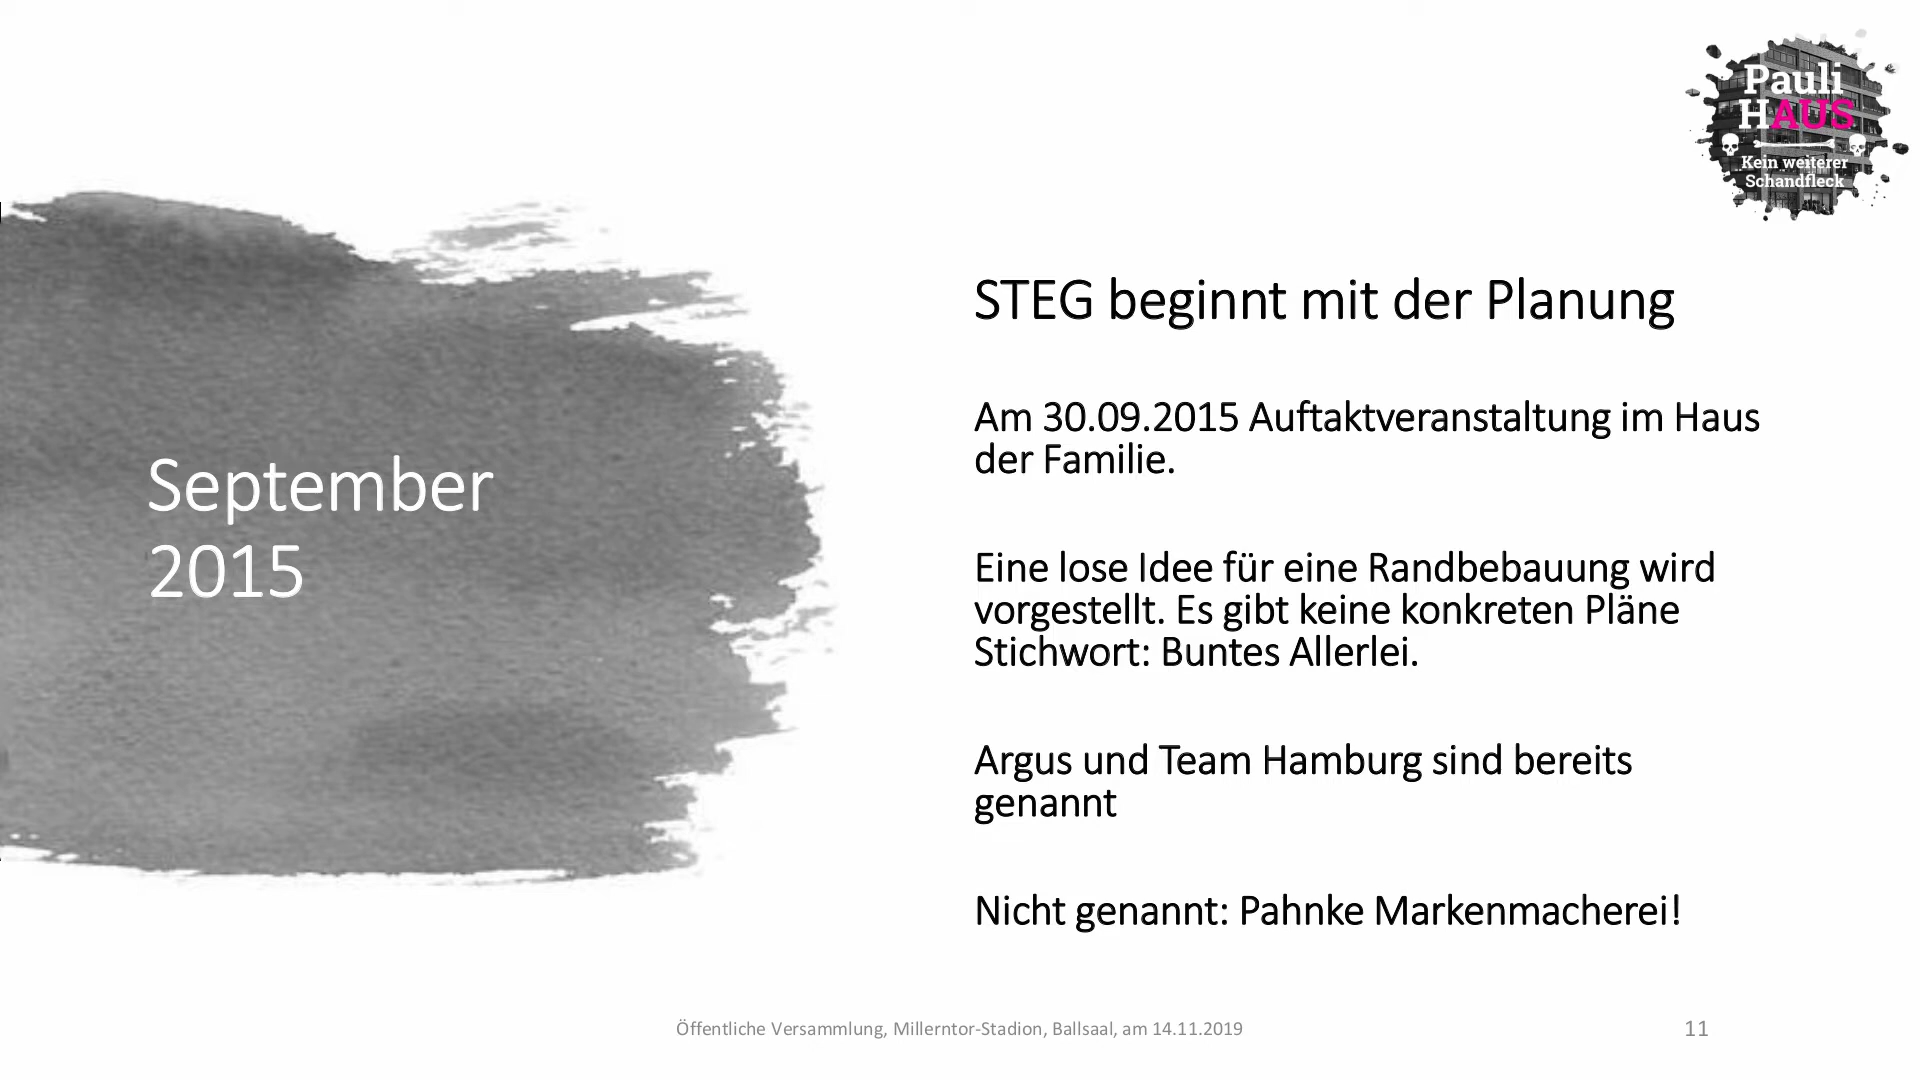 Pauli
HAUS
Kein weiterer
Schandfleck
September
2015
STEG beginnt mit der Planung
Am 30.09.2015 Auftaktveranstaltung im Haus
der Familie.
Eine lose Idee für eine Randbebauung wird
vorgestellt. Es gibt keine konkreten Pläne
Stichwort: Buntes Allerlei.
Argus und Team Hamburg sind bereits
genannt
Nicht genannt: Pahnke Markenmacherei!
Öffentliche Versammlung, Millerntor-Stadion, Ballsaal, am 14.11.2019
11